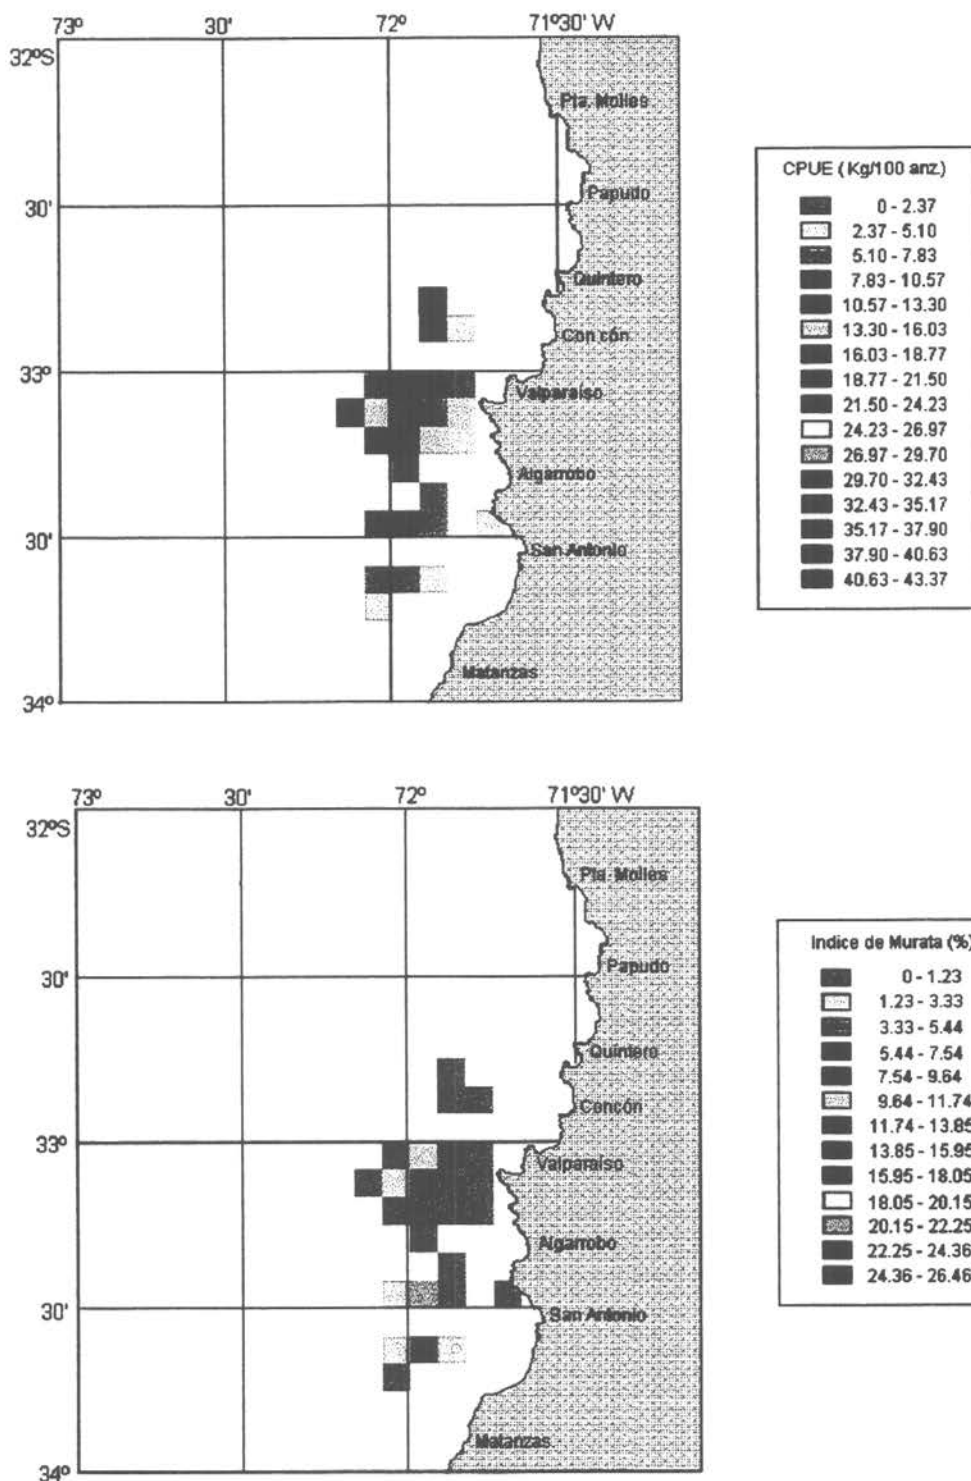 73º 30' 72º 71º30' W
32ºS
Pta. Molles
30'
Papudo
Quintero
Con cón
33º
Valparaíso
Algarrobo
30'
San Antonio
Matanzas
34º
CPUE ( Kg/100 anz.)
0 - 2.37
2.37 - 5.10
5.10 - 7.83
7.83 - 10.57
10.57 - 13.30
13.30 - 16.03
16.03 - 18.77
18.77 - 21.50
21.50 - 24.23
24.23 - 26.97
26.97 - 29.70
29.70 - 32.43
32.43 - 35.17
35.17 - 37.90
37.90 - 40.63
40.63 - 43.37
73º 30' 72º 71º30' W
32ºS
Pta. Molles
30'
Papudo
Quintero
Concón
33º
Valparaíso
Algarrobo
30'
San Antonio
Matanzas
34º
Indice de Murata (%)
0 - 1.23
1.23 - 3.33
3.33 - 5.44
5.44 - 7.54
7.54 - 9.64
9.64 - 11.74
11.74 - 13.85
13.85 - 15.95
15.95 - 18.05
18.05 - 20.15
20.15 - 22.25
22.25 - 24.36
24.36 - 26.46